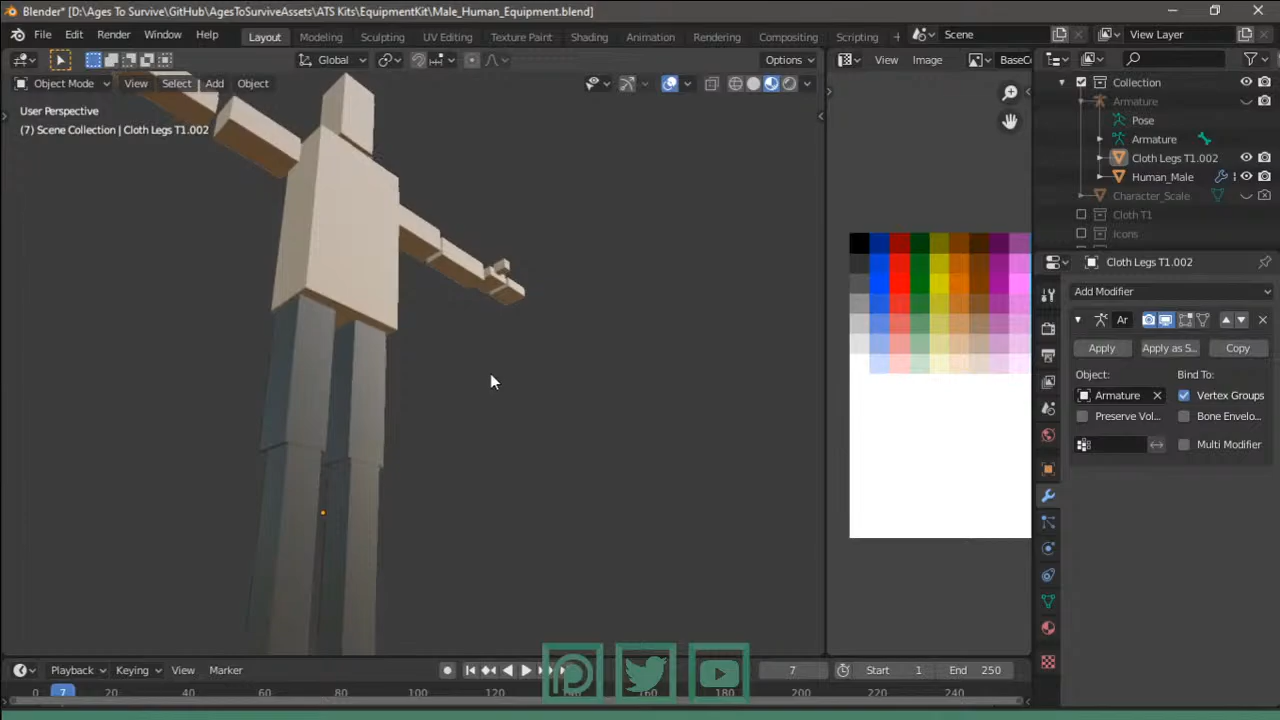 Blender* [D:\Ages To Survive\GitHub\AgesToSurviveAssets\ATS Kits\EquipmentKit\Male_Human_Equipment.blend]
File Edit Render Window Help Layout Modeling Sculpting UV Editing Texture Paint Shading Animation Rendering Compositing Scripting + Scene View Layer
Global Options View Image BaseC
Object Mode View Select Add Object Collection
User Perspective Armature
(7) Scene Collection | Cloth Legs T1.002 Pose
Armature
Cloth Legs T1.002
Human_Male
Character_Scale
Cloth T1
Icons
Cloth Legs T1.002
Add Modifier
Ar
Apply Apply as S... Copy
Object: Bind To:
Armature Vertex Groups
Preserve Vol... Bone Envelo...
Multi Modifier
Playback Keying View Marker 7 Start 1 End 250
0 7 20 40 60 80 100 120 160 180 200 220 240